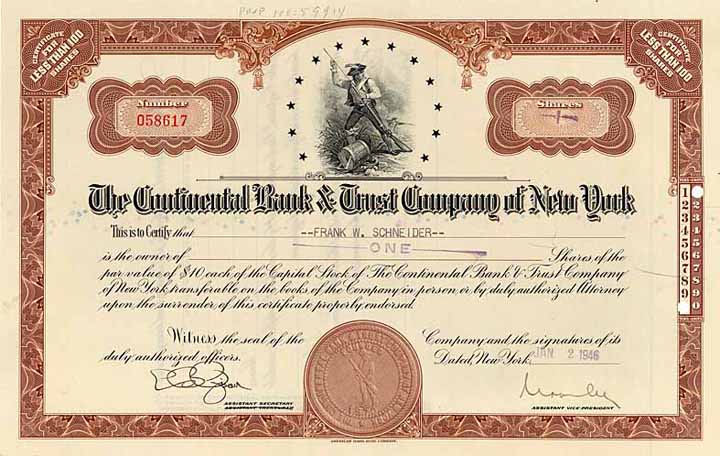 CERTIFICATE
FOR
LESS THAN 100
SHARES
CERTIFICATE
FOR
LESS THAN 100
SHARES
Number
058617
Shares
1
The Continental Bank & Trust Company of New York
This is to Certify that --FRANK W. SCHNEIDER--
ONE
is the owner of Shares of the
par value of $10 each of the Capital Stock of The Continental Bank & Trust Company
of New York transferable on the books of the Company in person or by duly authorized Attorney
upon the surrender of this certificate properly endorsed.
Witness the seal of the Company and the signatures of its
duly authorized officers. Dated, New York, JAN 2 1946
ASSISTANT SECRETARY
ASSISTANT TREASURER
ASSISTANT VICE-PRESIDENT
AMERICAN BANK NOTE COMPANY.
1 1
2 2
3 3
4 4
5 5
6 6
7 7
8 8
9 9
0